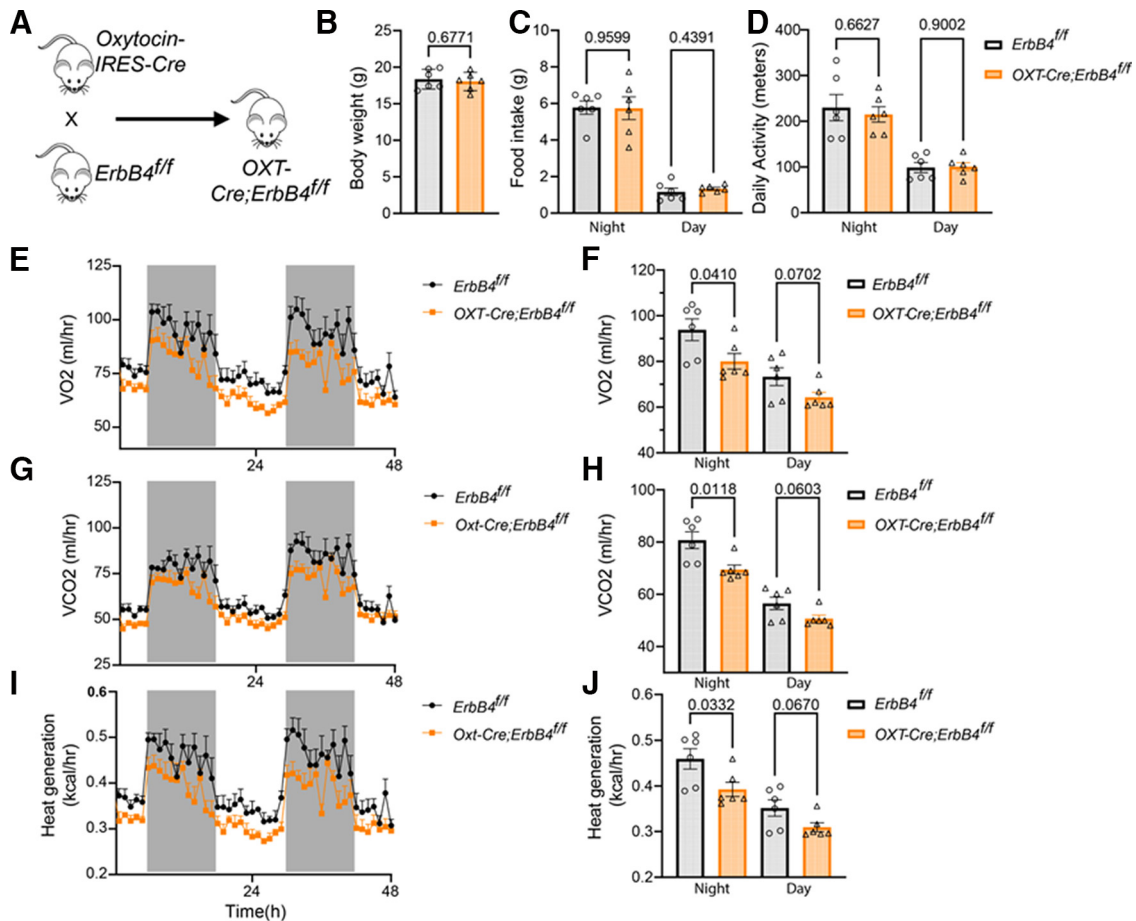 A
Oxytocin-
IRES-Cre
X
ErbB4f/f
OXT-
Cre;ErbB4f/f
B
Body weight (g)
25
20
15
10
5
0
0.6771
C
Food intake (g)
10
8
6
4
2
0
0.9599
0.4391
Night
Day
D
Daily Activity (meters)
400
300
200
100
0
0.6627
0.9002
Night
Day
ErbB4f/f
OXT-Cre;ErbB4f/f
E
VO2 (ml/hr)
125
100
75
50
24
48
ErbB4f/f
OXT-Cre;ErbB4f/f
F
VO2 (ml/hr)
120
100
80
60
40
0.0410
0.0702
Night
Day
ErbB4f/f
OXT-Cre;ErbB4f/f
G
VCO2 (ml/hr)
125
100
75
50
25
24
48
ErbB4f/f
Oxt-Cre;ErbB4f/f
H
VCO2 (ml/hr)
100
80
60
40
0.0118
0.0603
Night
Day
ErbB4f/f
OXT-Cre;ErbB4f/f
I
Heat generation
(kcal/hr)
0.6
0.5
0.4
0.3
0.2
24
48
Time(h)
ErbB4f/f
Oxt-Cre;ErbB4f/f
J
Heat generation
(kcal/hr)
0.6
0.5
0.4
0.3
0.2
0.0332
0.0670
Night
Day
ErbB4f/f
OXT-Cre;ErbB4f/f